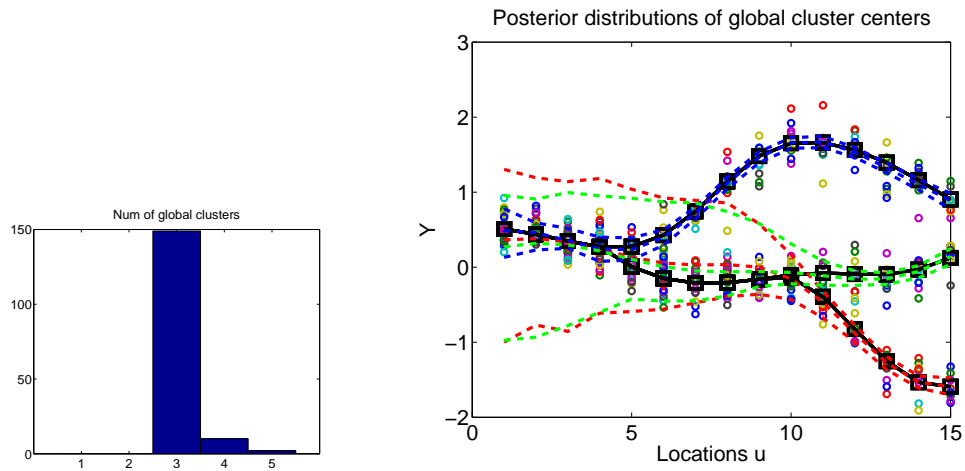 Num of global clusters
150
100
50
0
1 2 3 4 5
Posterior distributions of global cluster centers
3
2
1
0
−1
−2
Y
0 5 10 15
Locations u